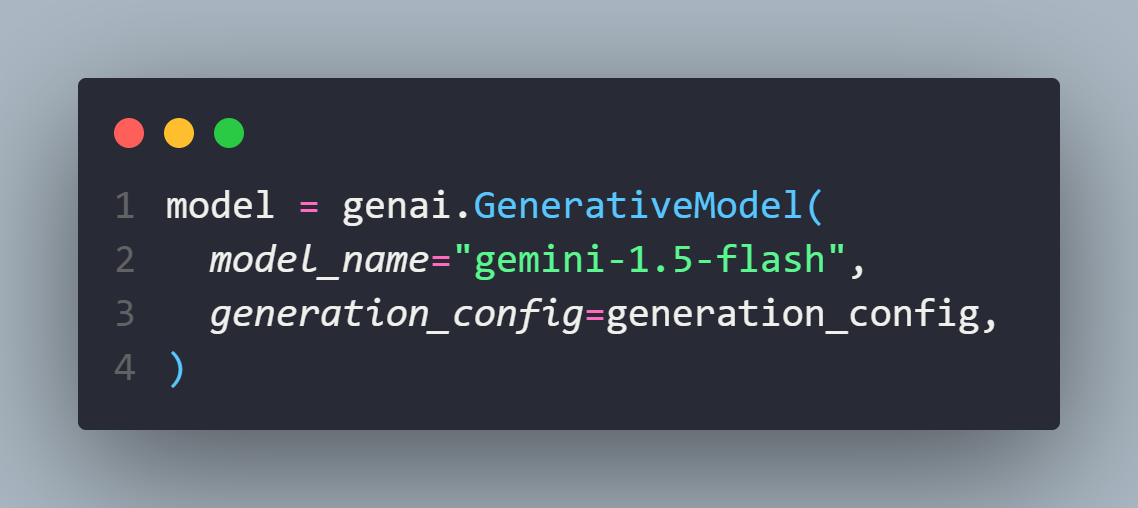 1 model = genai.GenerativeModel(
2   model_name="gemini-1.5-flash",
3   generation_config=generation_config,
4 )